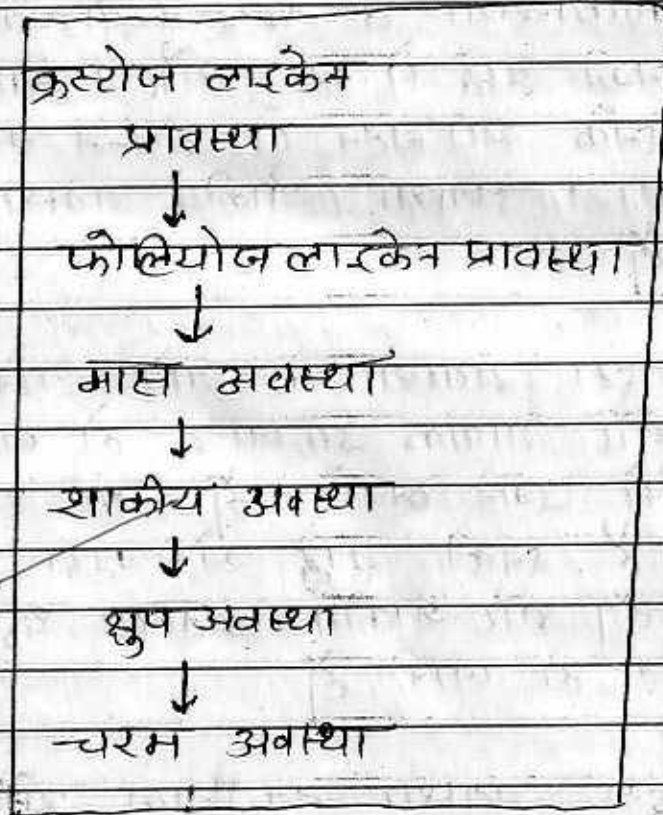 क्रस्टोज लाइकेन
प्रावस्था
↓
फोलियोज लाइकेन प्रावस्था
↓
मास अवस्था
↓
शाकीय अवस्था
↓
क्षुप अवस्था
↓
चरम अवस्था